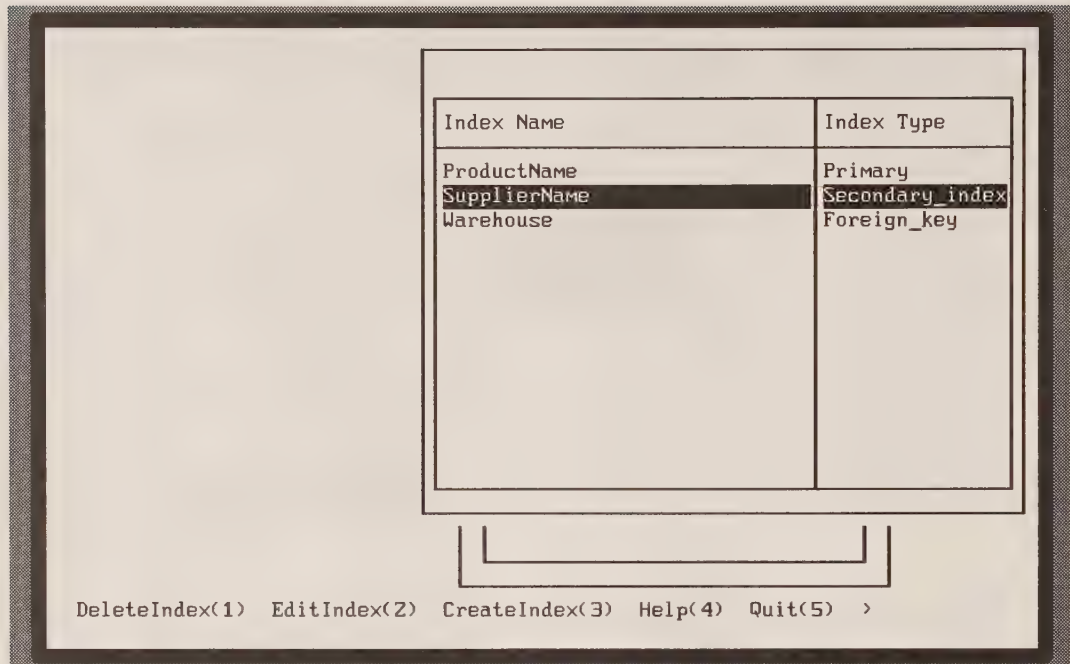 Index Name Index Type
ProductName Primary
SupplierName Secondary_index
Warehouse Foreign_key
DeleteIndex(1) EditIndex(2) CreateIndex(3) Help(4) Quit(5) >